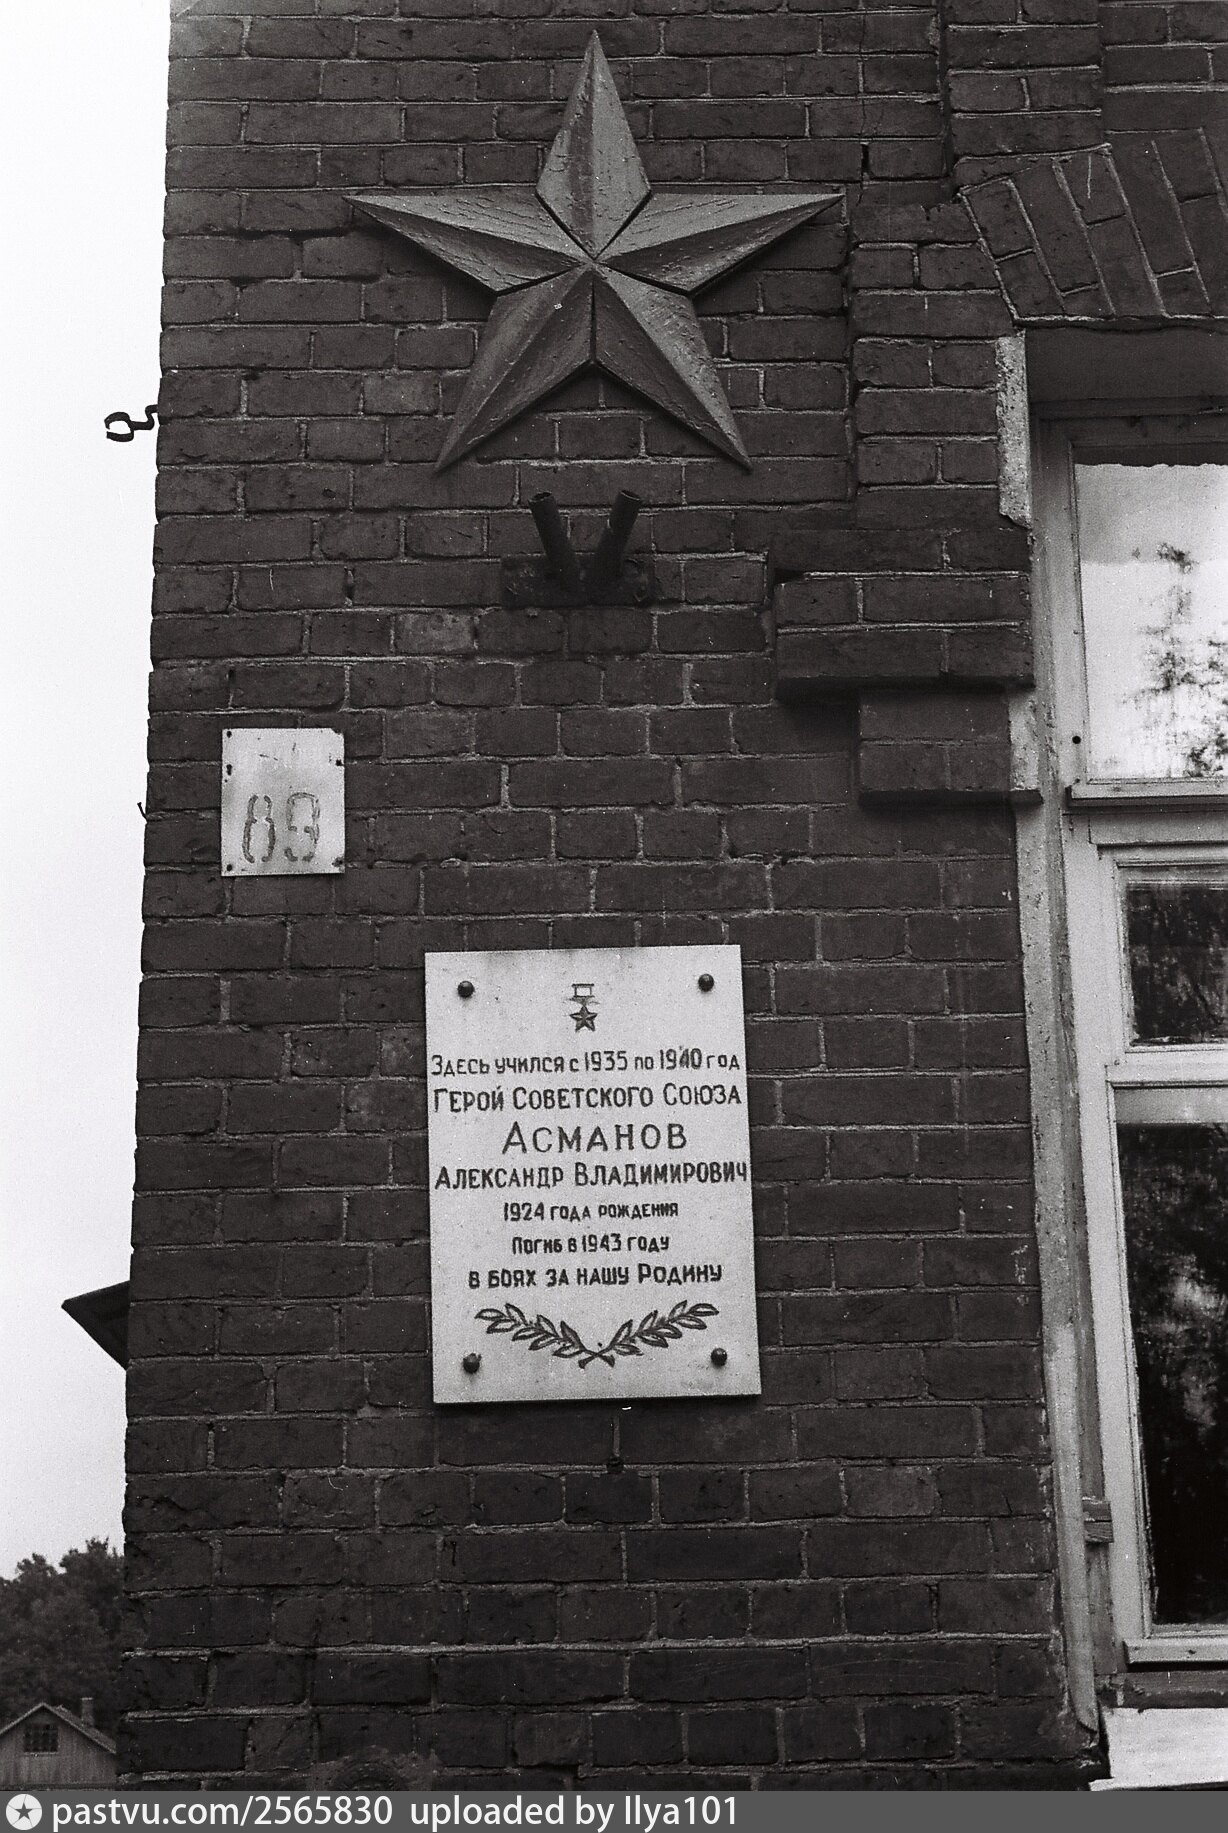 89
Здесь учился с 1935 по 1940 год
Герой Советского Союза
Асманов
Александр Владимирович
1924 года рождения
Погиб в 1943 году
в боях за нашу Родину
pastvu.com/2565830 uploaded by Ilya101